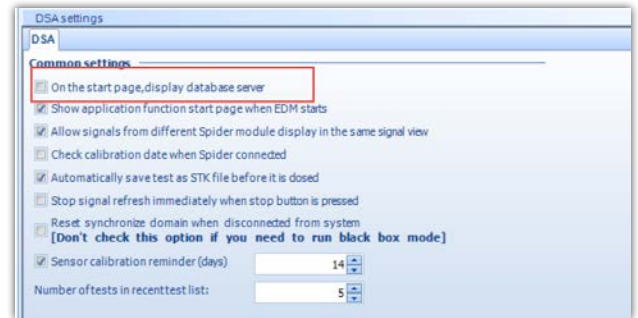 DSA settings
DSA
Common settings
On the start page,display database server
Show application function start page when EDM starts
Allow signals from different Spider module display in the same signal view
Check calibration date when Spider connected
Automatically save test as STK file before it is closed
Stop signal refresh immediately when stop button is pressed
Reset synchronize domain when disconnected from system
[Don't check this option if you need to run black box mode]
Sensor calibration reminder (days) 14
Number of tests in recent test list: 5